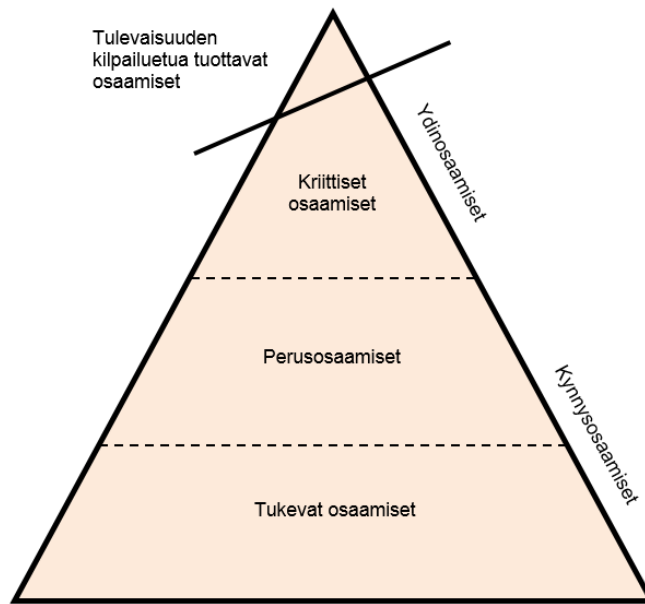 Tulevaisuuden
kilpailuetua tuottavat
osaamiset
Ydinosaamiset
Kriittiset
osaamiset
Perusosaamiset
Kynnysosaamiset
Tukevat osaamiset